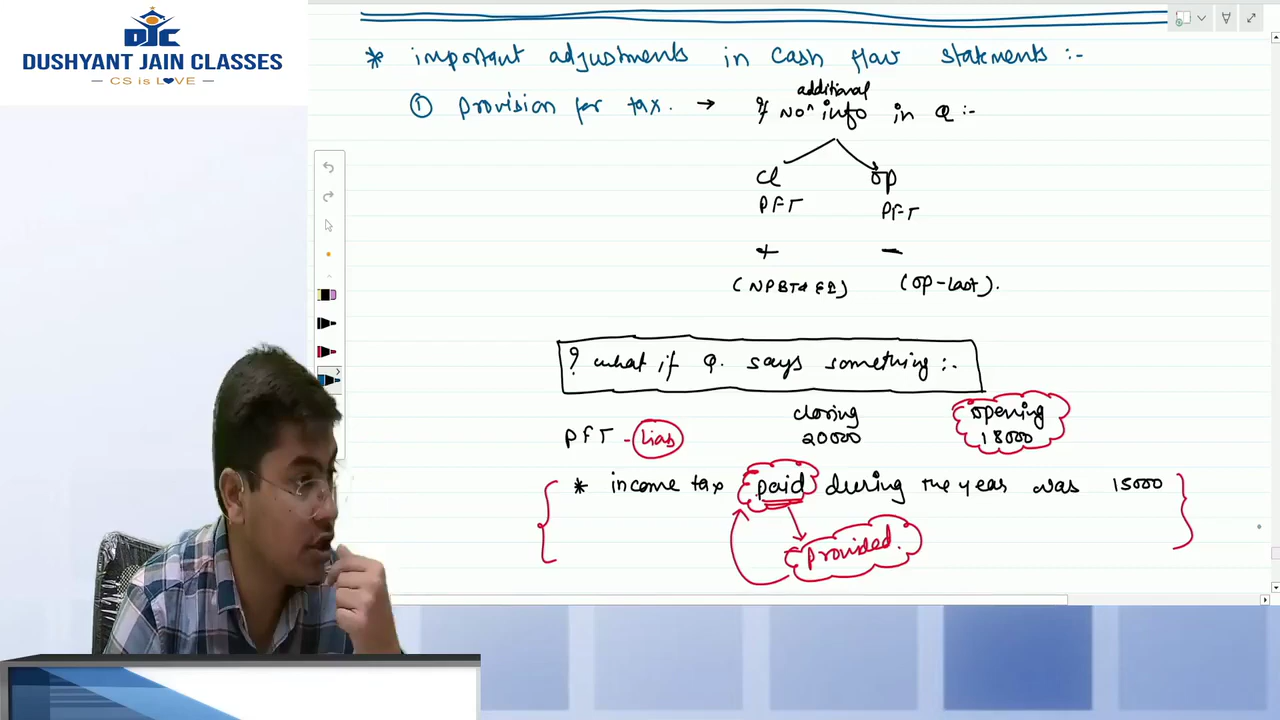 DJC
DUSHYANT JAIN CLASSES
CS is LOVE
* important adjustments in cash flow statements :-
① provision for tax. → If No^ info in Q :-
additional
cl op
PFT PFT
+ -
(NPBT& EI) (op-last).
? what if Q. says something :-
closing opening
PFT - Liab 20000 18000
* income tax paid during the year was 15000
provided.